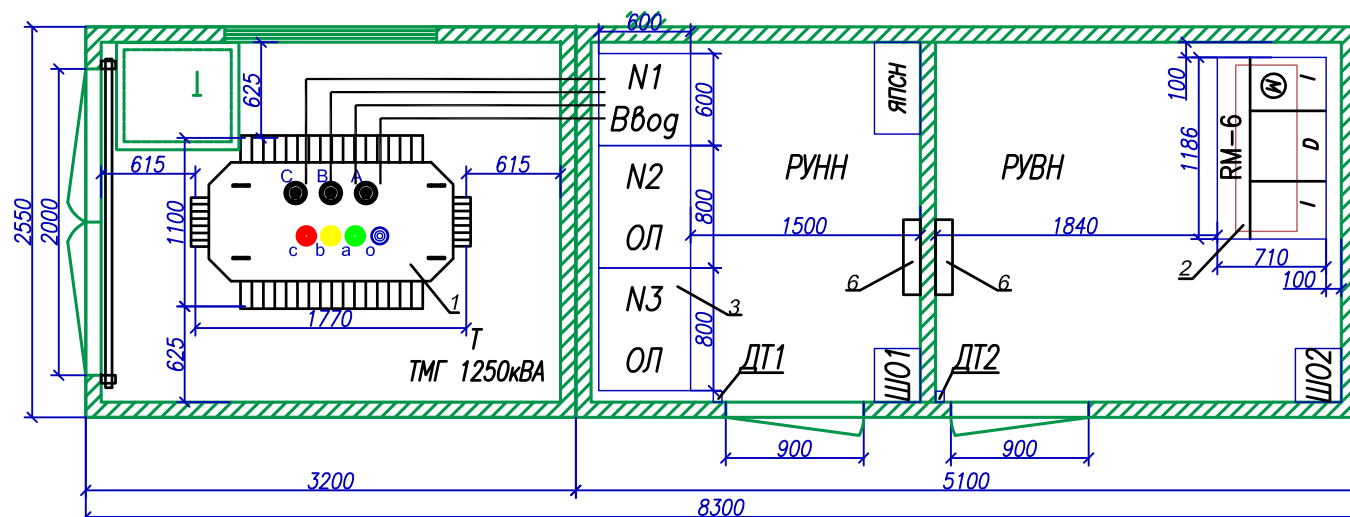 600
N1
Ввод
N2
ОЛ
N3
ОЛ
600
800
800
625
615
615
2550
2000
1100
625
1770
C
B
A
c
b
a
o
1
T
ТМГ 1250кВА
РУНН
1500
ЯПСН
3
6
6
ДТ1
ШО1
РУВН
1840
ДТ2
ШО2
100
1186
RM-6
M
I
D
I
2
710
100
900
900
3200
5100
8300